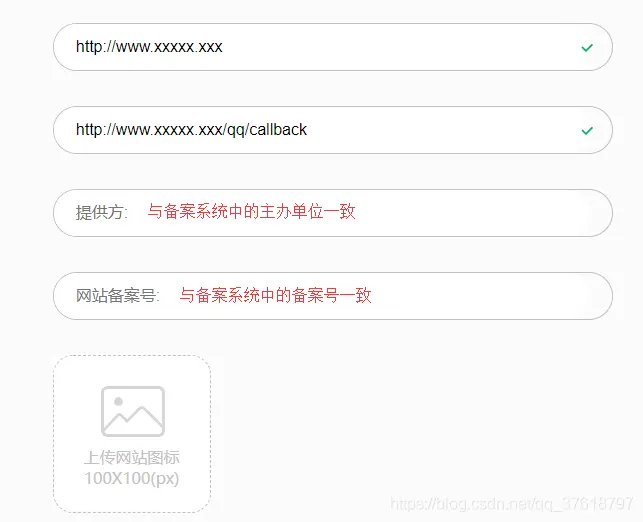 http://www.xxxxx.xxx
http://www.xxxxx.xxx/qq/callback
提供方: 与备案系统中的主办单位一致
网站备案号: 与备案系统中的备案号一致
上传网站图标
100X100(px)
https://blog.csdn.net/qq_37618797